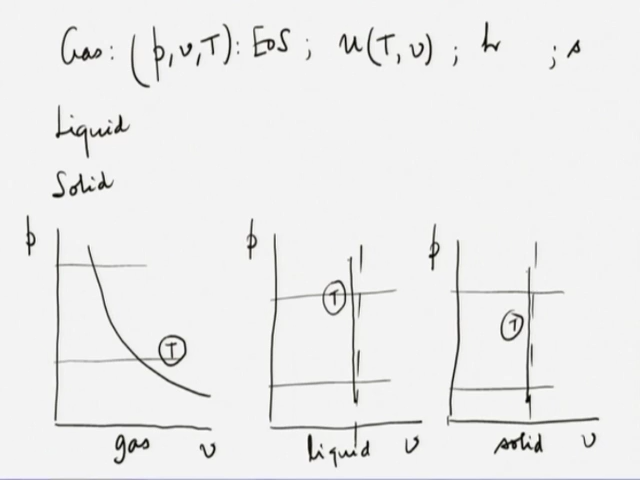 Gas: (p,v,T): EoS ; u(T,v) ; h ; s
Liquid
Solid
p p p
T T T
gas v liquid v solid v